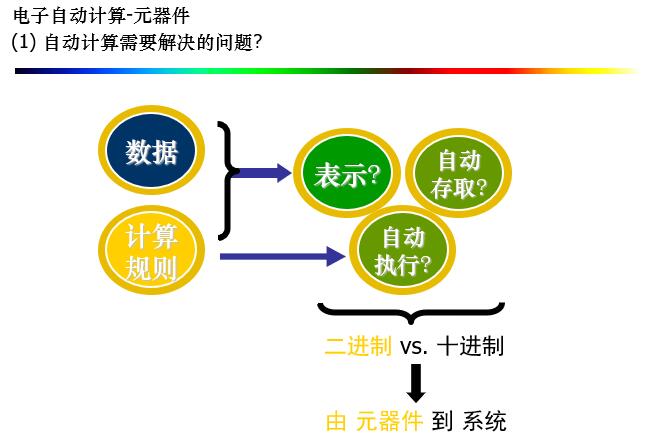 电子自动计算-元器件
(1) 自动计算需要解决的问题?
数据
表示?
自动
存取?
计算
规则
自动
执行?
二进制 vs. 十进制
由 元器件 到 系统